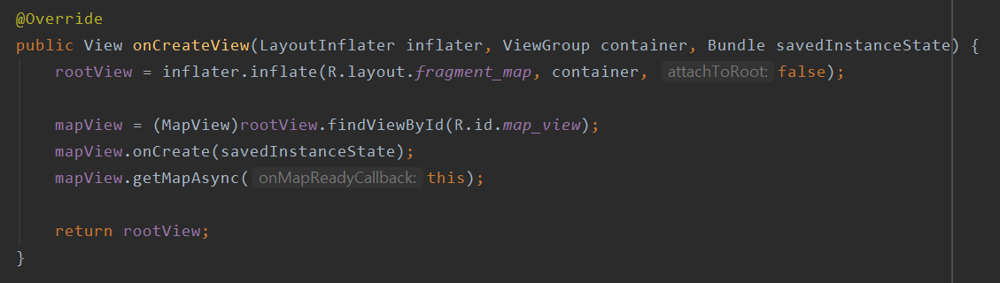 @Override
public View onCreateView(LayoutInflater inflater, ViewGroup container, Bundle savedInstanceState) {
rootView = inflater.inflate(R.layout.fragment_map, container, attachToRoot: false);
mapView = (MapView)rootView.findViewById(R.id.map_view);
mapView.onCreate(savedInstanceState);
mapView.getMapAsync( onMapReadyCallback: this);
return rootView;
}